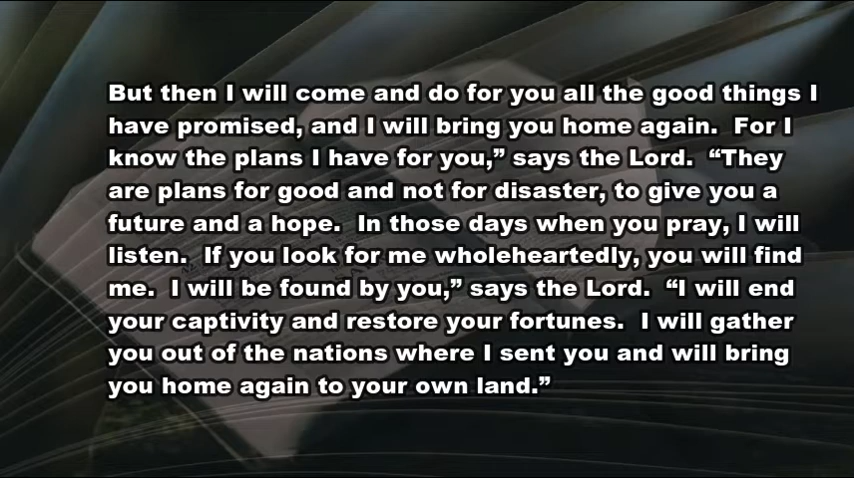 But then I will come and do for you all the good things I
have promised, and I will bring you home again.  For I
know the plans I have for you,” says the Lord.  “They
are plans for good and not for disaster, to give you a
future and a hope.  In those days when you pray, I will
listen.  If you look for me wholeheartedly, you will find
me.  I will be found by you,” says the Lord.  “I will end
your captivity and restore your fortunes.  I will gather
you out of the nations where I sent you and will bring
you home again to your own land.”